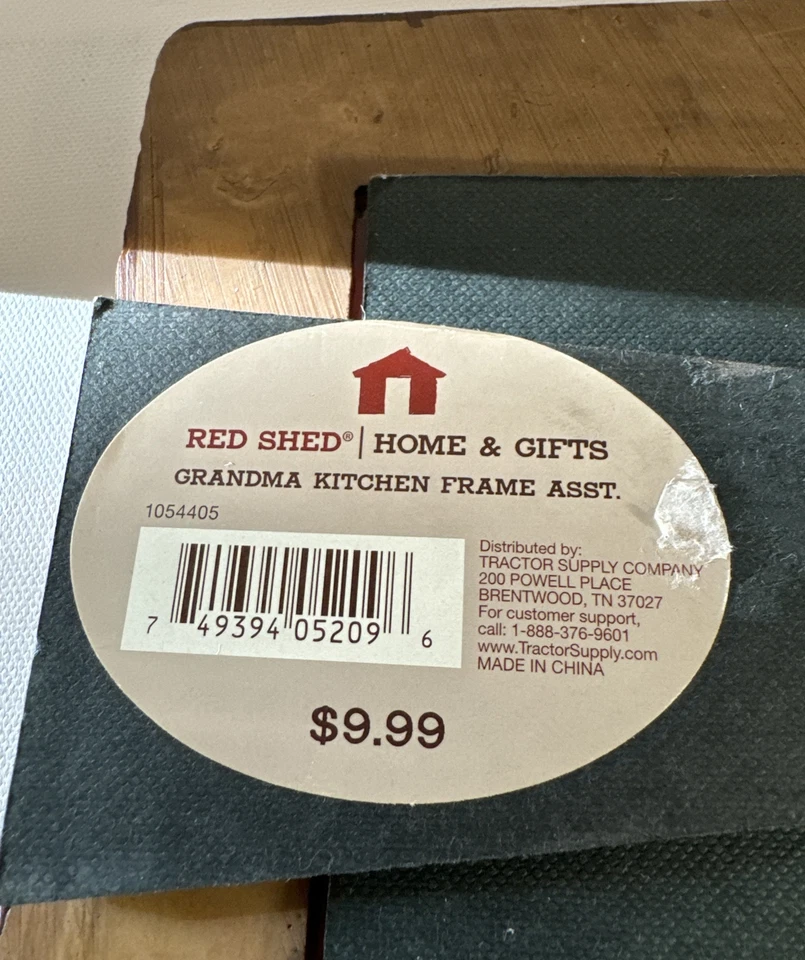 RED SHED® | HOME & GIFTS
GRANDMA KITCHEN FRAME ASST.
1054405
7 49394 05209 6
Distributed by:
TRACTOR SUPPLY COMPANY
200 POWELL PLACE
BRENTWOOD, TN 37027
For customer support,
call: 1-888-376-9601
www.TractorSupply.com
MADE IN CHINA
$9.99